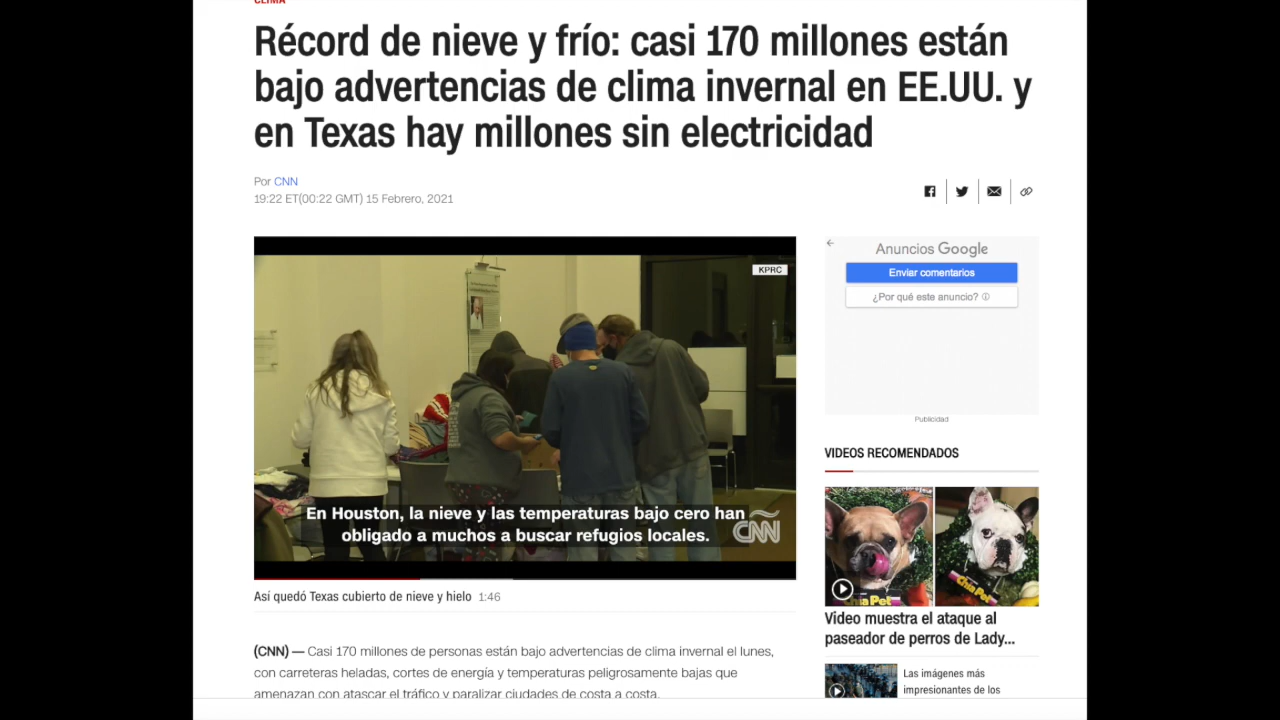 CLIMA
Récord de nieve y frío: casi 170 millones están
bajo advertencias de clima invernal en EE.UU. y
en Texas hay millones sin electricidad
Por CNN
19:22 ET(00:22 GMT) 15 Febrero, 2021
KPRC
En Houston, la nieve y las temperaturas bajo cero han
obligado a muchos a buscar refugios locales.
CNN
Así quedó Texas cubierto de nieve y hielo 1:46
(CNN) — Casi 170 millones de personas están bajo advertencias de clima invernal el lunes,
con carreteras heladas, cortes de energía y temperaturas peligrosamente bajas que
amenazan con atascar el tráfico y paralizar ciudades de costa a costa.
Anuncios Google
Enviar comentarios
¿Por qué este anuncio?
Publicidad
VIDEOS RECOMENDADOS
Chia Pet
Chia Pet
Video muestra el ataque al
paseador de perros de Lady...
Las imágenes más
impresionantes de los